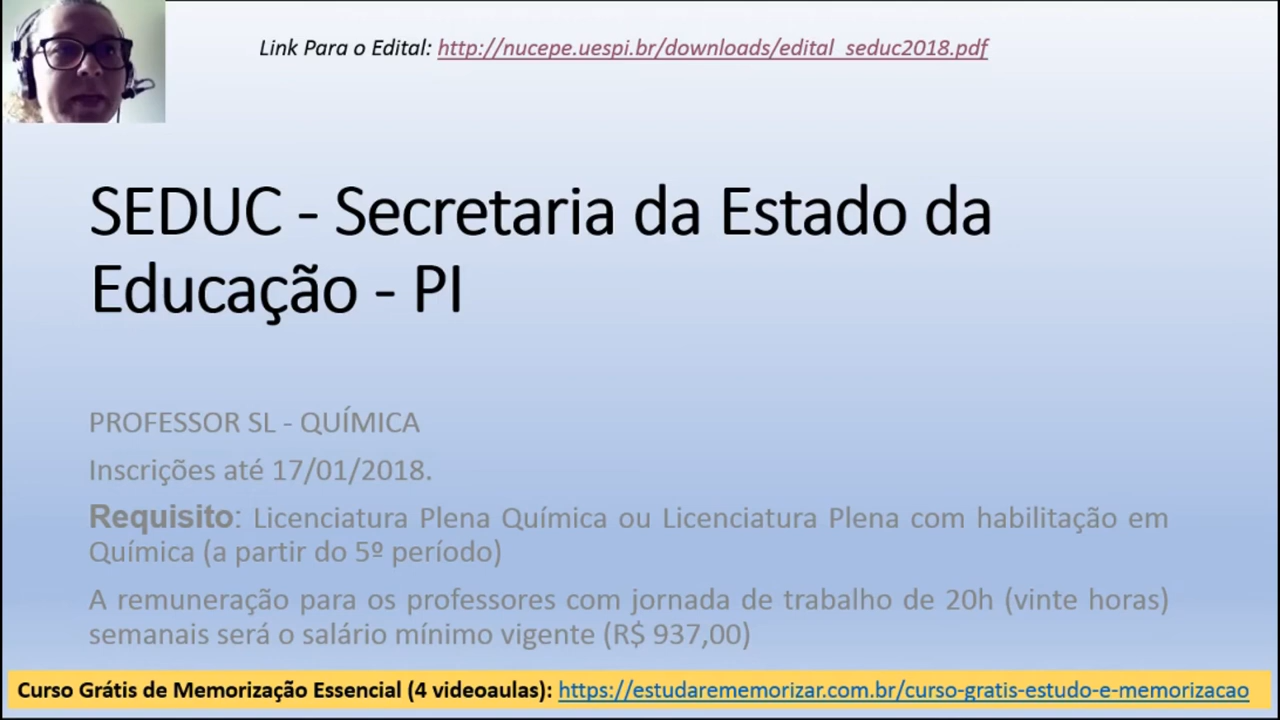 Link Para o Edital: http://nucepe.uespi.br/downloads/edital_seduc2018.pdf
SEDUC - Secretaria da Estado da
Educação - PI
PROFESSOR SL - QUÍMICA
Inscrições até 17/01/2018.
Requisito: Licenciatura Plena Química ou Licenciatura Plena com habilitação em
Química (a partir do 5º período)
A remuneração para os professores com jornada de trabalho de 20h (vinte horas)
semanais será o salário mínimo vigente (R$ 937,00)
Curso Grátis de Memorização Essencial (4 videoaulas): https://estudarememorizar.com.br/curso-gratis-estudo-e-memorizacao